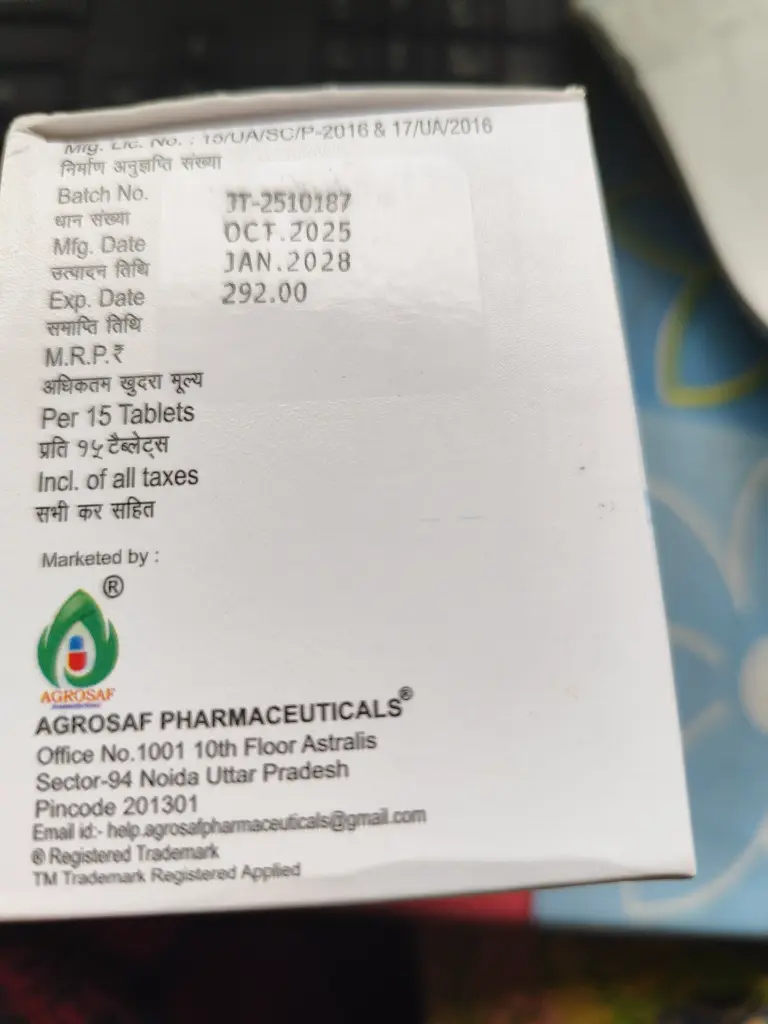 Mfg. Lic. No. : 15/UA/SC/P-2016 & 17/UA/2016
निर्माण अनुज्ञप्ति संख्या
Batch No. JT-2510187
धान संख्या
Mfg. Date OCT.2025
उत्पादन तिथि
JAN.2028
Exp. Date 292.00
समाप्ति तिथि
M.R.P.₹
अधिकतम खुदरा मूल्य
Per 15 Tablets
प्रति १५ टैब्लेट्स
Incl. of all taxes
सभी कर सहित
Marketed by :
®
AGROSAF
AGROSAF PHARMACEUTICALS®
Office No.1001 10th Floor Astralis
Sector-94 Noida Uttar Pradesh
Pincode 201301
Email id:- help.agrosafpharmaceuticals@gmail.com
® Registered Trademark
TM Trademark Registered Applied